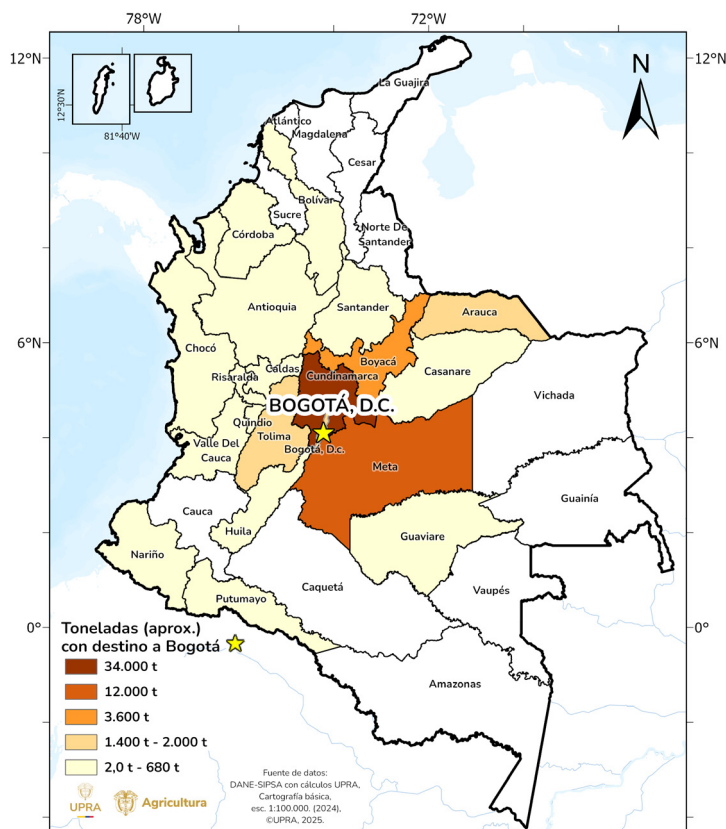 78°W
72°W
12°N
12°N
12°30'N
81°40'W
N
La Guajira
Atlántico
Magdalena
Cesar
Bolívar
Sucre
Norte De
Santander
Córdoba
Antioquia
Santander
Arauca
6°N
6°N
Chocó
Boyacá
Caldas
Risaralda
Cundinamarca
Casanare
Vichada
BOGOTÁ, D.C.
Quindio
Tolima
Bogotá, D.c.
Valle Del
Cauca
Meta
Guainía
Cauca
Huila
Guaviare
Nariño
Caquetá
Vaupés
Putumayo
0°
0°
Amazonas
Toneladas (aprox.)
con destino a Bogotá
34.000 t
12.000 t
3.600 t
1.400 t - 2.000 t
2,0 t - 680 t
UPRA
Agricultura
Fuente de datos:
DANE-SIPSA con cálculos UPRA,
Cartografía básica,
esc. 1:100.000. (2024),
©UPRA, 2025.